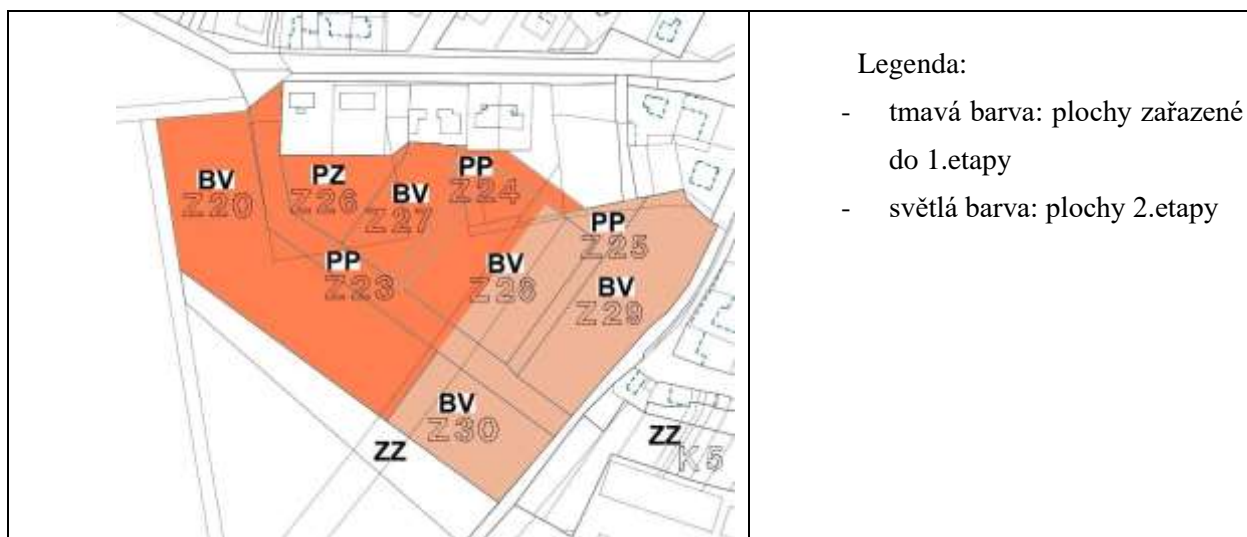 Legenda:
- tmavá barva: plochy zařazené
do 1.etapy
- světlá barva: plochy 2.etapy
BV
Z20
PZ
Z26
BV
Z27
PP
Z24
PP
Z25
PP
Z23
BV
Z28
BV
Z29
BV
Z30
ZZ
ZZ
K5